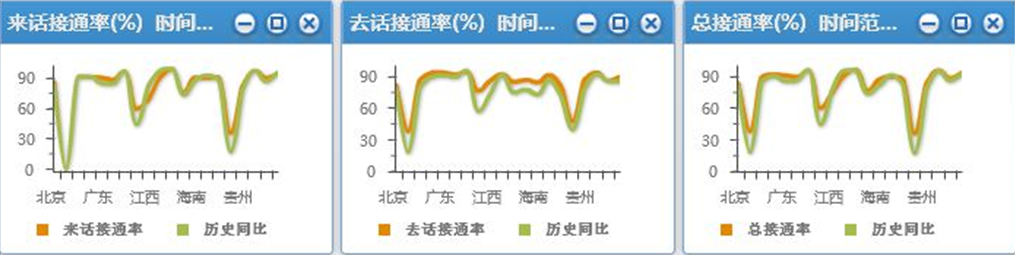 来话接通率(%) 时间...
90
60
30
0
北京 广东 江西 海南 贵州
来话接通率 历史同比
去话接通率(%) 时间...
90
60
30
0
北京 广东 江西 海南 贵州
去话接通率 历史同比
总接通率(%) 时间范...
90
60
30
0
北京 广东 江西 海南 贵州
总接通率 历史同比